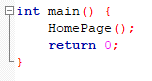 int main() {
    HomePage();
    return 0;
}